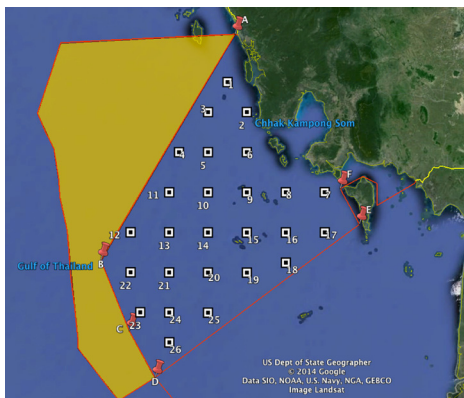 A
1
3
2
Chhak Kampong Som
4
5
6
F
11
10
9
8
7
E
12
13
14
15
16
17
B
Gulf of Thailand
18
22
21
20
19
C
23
24
25
26
D
US Dept of State Geographer
© 2014 Google
Data SIO, NOAA, U.S. Navy, NGA, GEBCO
Image Landsat